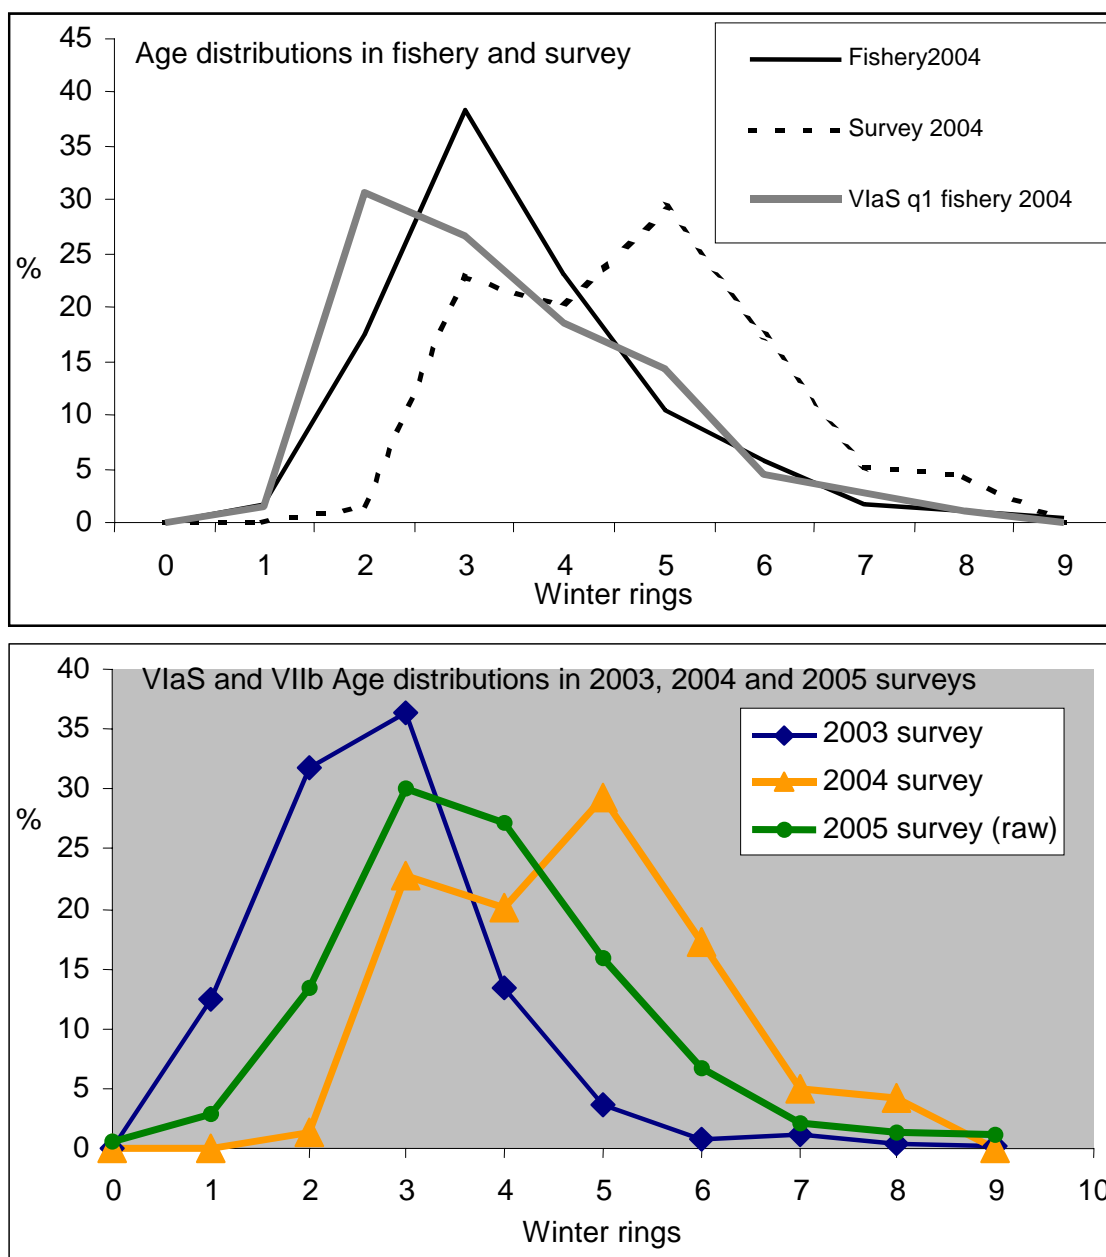 Age distributions in fishery and survey
Fishery2004
Survey 2004
VIaS q1 fishery 2004
45
40
35
30
25
20
15
10
5
0
%
0 1 2 3 4 5 6 7 8 9
Winter rings
VIaS and VIIb Age distributions in 2003, 2004 and 2005 surveys
2003 survey
2004 survey
2005 survey (raw)
40
35
30
25
20
15
10
5
0
%
0 1 2 3 4 5 6 7 8 9 10
Winter rings